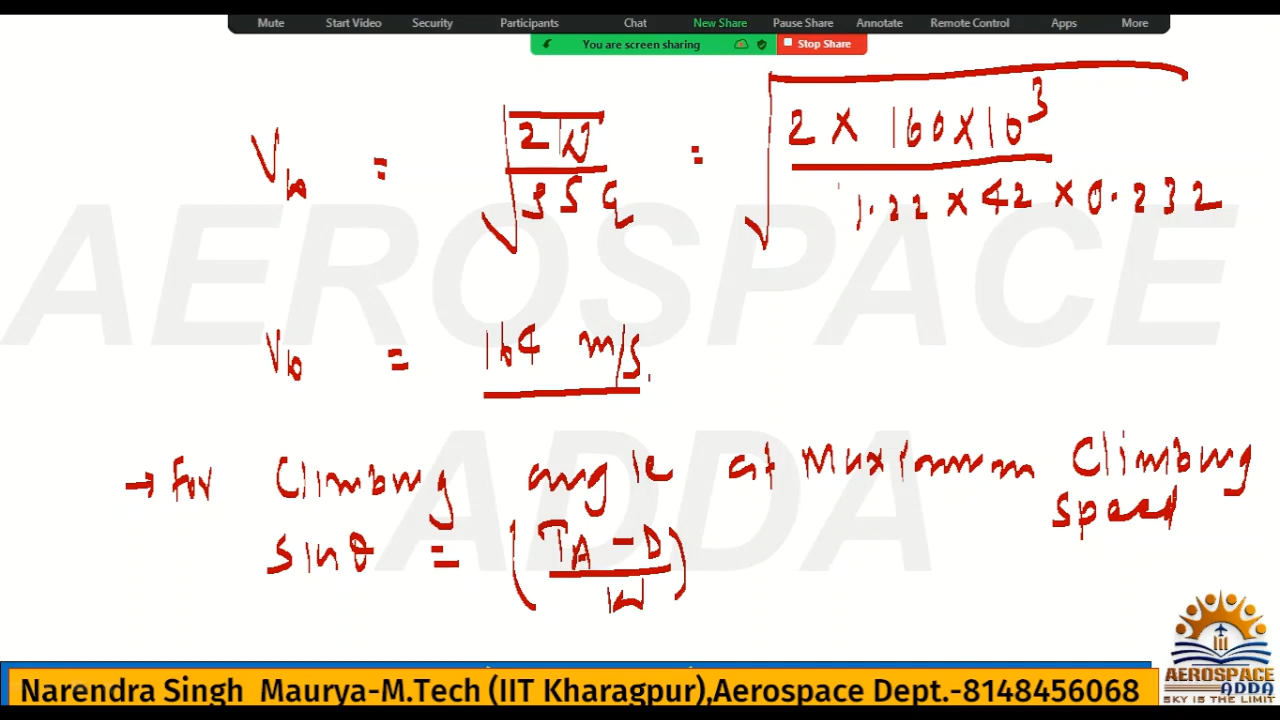 Mute Start Video Security Participants Chat New Share Pause Share Annotate Remote Control Apps More
You are screen sharing Stop Share
V∞ = √(2W/ρSCL) = √(2 × 160 × 10³ / 1.22 × 42 × 0.232)
V∞ = 164 m/s.
→ For Climbing angle at Maximum Climbing speed
sinθ = (TA - D / W)
AEROSPACE
ADDA
Narendra Singh Maurya-M.Tech (IIT Kharagpur),Aerospace Dept.-8148456068
AEROSPACE
ADDA
SKY IS THE LIMIT